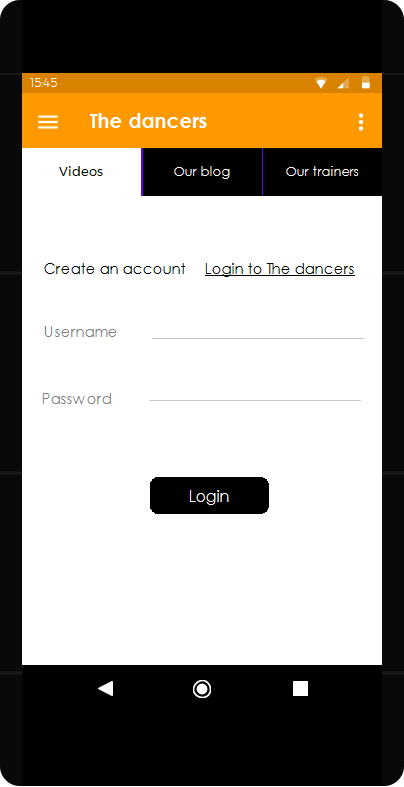 15:45
The dancers
Videos Our blog Our trainers
Create an account Login to The dancers
Username
Password
Login